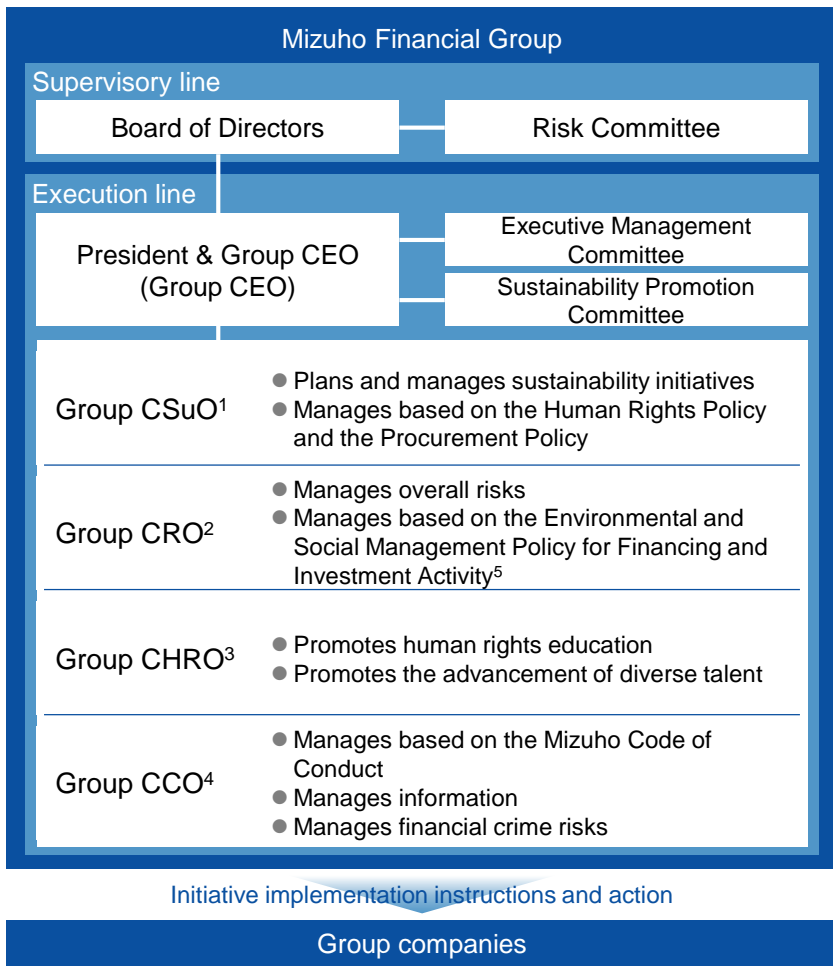 Mizuho Financial Group
Supervisory line
Board of Directors
Risk Committee
Execution line
President & Group CEO
(Group CEO)
Executive Management
Committee
Sustainability Promotion
Committee
Group CSuO¹
● Plans and manages sustainability initiatives
● Manages based on the Human Rights Policy
and the Procurement Policy
Group CRO²
● Manages overall risks
● Manages based on the Environmental and
Social Management Policy for Financing and
Investment Activity⁵
Group CHRO³
● Promotes human rights education
● Promotes the advancement of diverse talent
Group CCO⁴
● Manages based on the Mizuho Code of
Conduct
● Manages information
● Manages financial crime risks
Initiative implementation instructions and action
Group companies